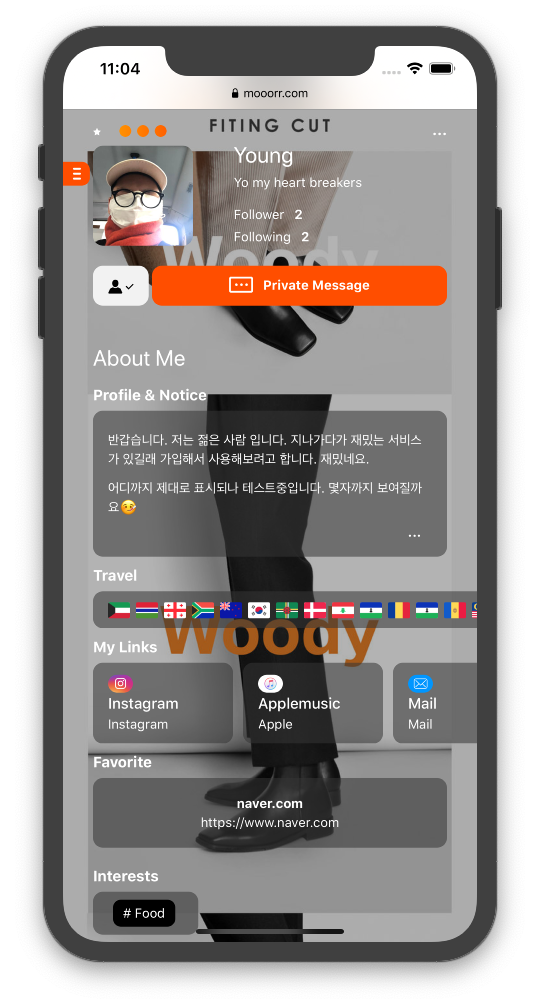 11:04
mooorr.com
FITING CUT
Young
Yo my heart breakers
Follower 2
Following 2
Woody
Private Message
About Me
Profile & Notice
반갑습니다. 저는 젊은 사람 입니다. 지나가다가 재밌는 서비스
가 있길래 가입해서 사용해보려고 합니다. 재밌네요.
어디까지 제대로 표시되나 테스트중입니다. 몇자까지 보여질까
요😏
...
Travel
Woody
My Links
Instagram Applemusic Mail
Instagram Apple Mail
Favorite
naver.com
https://www.naver.com
Interests
# Food